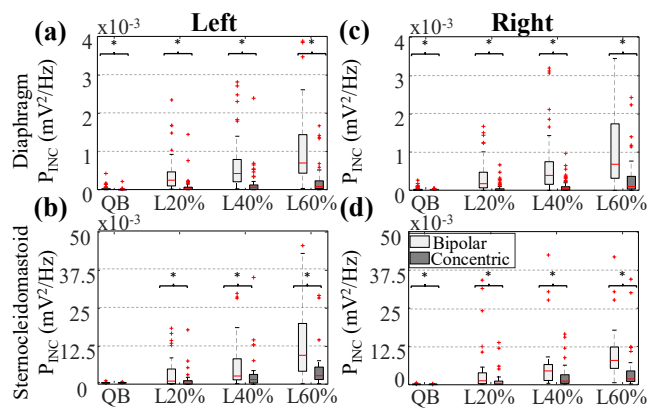 Left
Right
(a)
x10⁻³
*
*
*
*
4
3
2
1
0
Diaphragm
P_INC (mV²/Hz)
QB
L20%
L40%
L60%
(c)
x10⁻³
*
*
*
*
4
3
2
1
0
P_INC (mV²/Hz)
QB
L20%
L40%
L60%
(b)
x10⁻³
*
*
*
50
37.5
25
12.5
0
Sternocleidomastoid
P_INC (mV²/Hz)
QB
L20%
L40%
L60%
(d)
x10⁻³
Bipolar
Concentric
*
*
*
*
50
37.5
25
12.5
0
P_INC (mV²/Hz)
QB
L20%
L40%
L60%